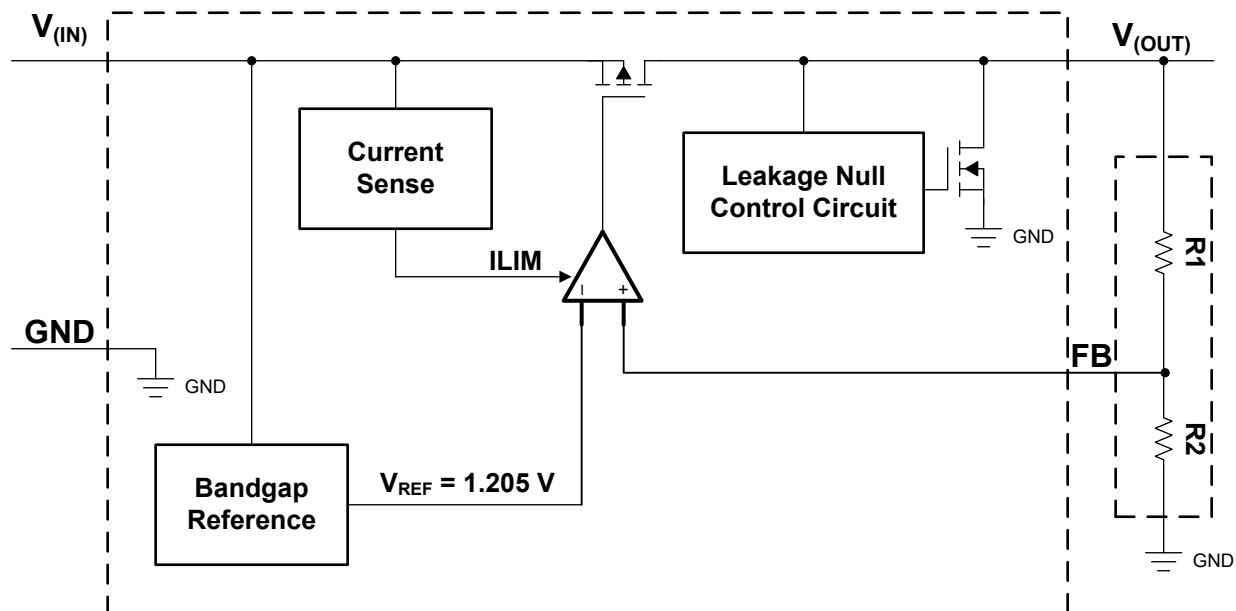 V(IN)
V(OUT)
Current
Sense
Leakage Null
Control Circuit
GND
R1
ILIM
–
+
GND
GND
FB
R2
VREF = 1.205 V
Bandgap
Reference
GND